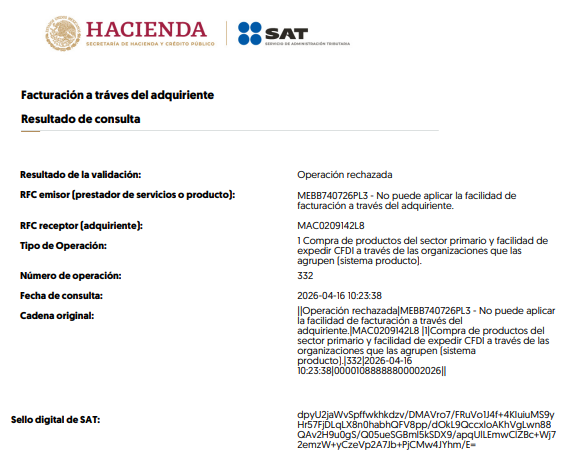 HACIENDA
SECRETARÍA DE HACIENDA Y CRÉDITO PÚBLICO
SAT
SERVICIO DE ADMINISTRACIÓN TRIBUTARIA
Facturación a tráves del adquiriente
Resultado de consulta
Resultado de la validación: Operación rechazada
RFC emisor (prestador de servicios o producto): MEBB740726PL3 - No puede aplicar la facilidad de
facturación a través del adquiriente.
RFC receptor (adquiriente): MAC0209142L8
Tipo de Operación: 1 Compra de productos del sector primario y facilidad de
expedir CFDI a través de las organizaciones que las
agrupen (sistema producto).
Número de operación: 332
Fecha de consulta: 2026-04-16 10:23:38
Cadena original: ||Operación rechazada|MEBB740726PL3 - No puede aplicar
la facilidad de facturación a través del
adquiriente.|MAC0209142L8 |1|Compra de productos del
sector primario y facilidad de expedir CFDI a través de las
organizaciones que las agrupen (sistema
producto).|332|2026-04-16
10:23:38|00001088888800002026||
Sello digital de SAT: dpyU2jaWvSpffwkhkdzv/DMAVro7/FRuVo1J4f+4KIuiuMS9y
Hr57FjDLqLX8n0habhQFV8pp/dOkL9QccxloAKhVgLwn88
QAv2H9u0gS/Q05ueSGBml5kSDX9/apqUlLEmwClZBc+Wj7
2emzW+yCzeVp2A7Jb+PjCMw4JYhm/E=